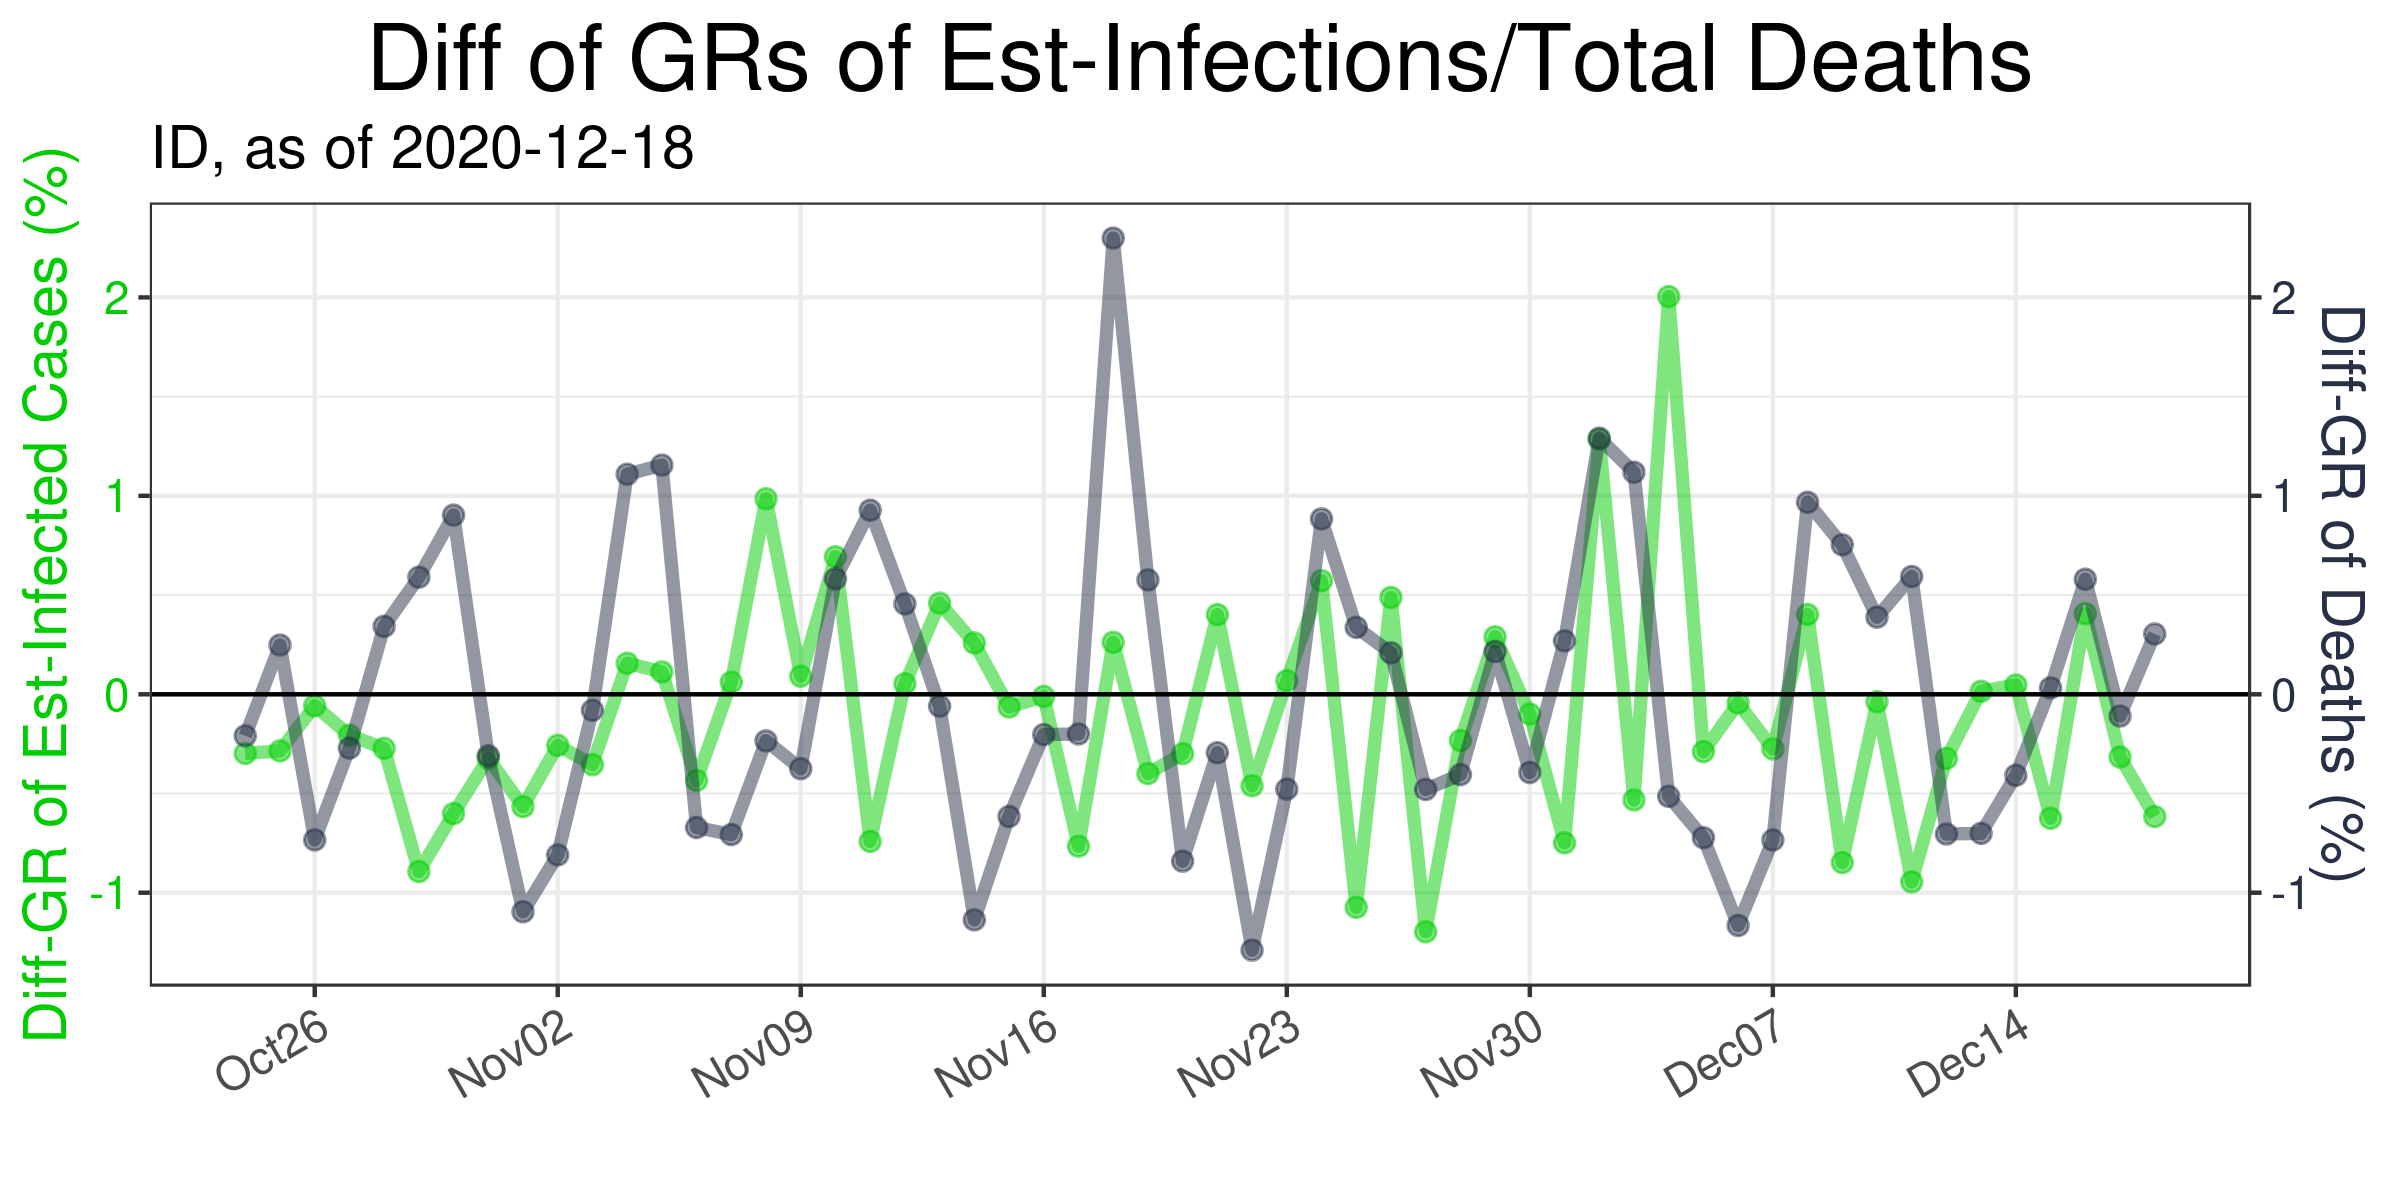 Diff of GRs of Est-Infections/Total Deaths
ID, as of 2020-12-18
Diff-GR of Est-Infected Cases (%)
2
1
0
-1
2
1
0
-1
Diff-GR of Deaths (%)
Oct26
Nov02
Nov09
Nov16
Nov23
Nov30
Dec07
Dec14